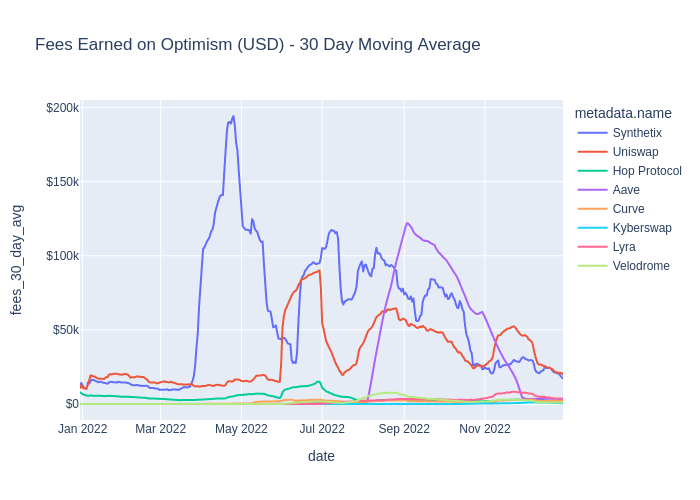 Fees Earned on Optimism (USD) - 30 Day Moving Average
metadata.name
Synthetix
Uniswap
Hop Protocol
Aave
Curve
Kyberswap
Lyra
Velodrome
fees_30_day_avg
$200k
$150k
$100k
$50k
$0
Jan 2022
Mar 2022
May 2022
Jul 2022
Sep 2022
Nov 2022
date